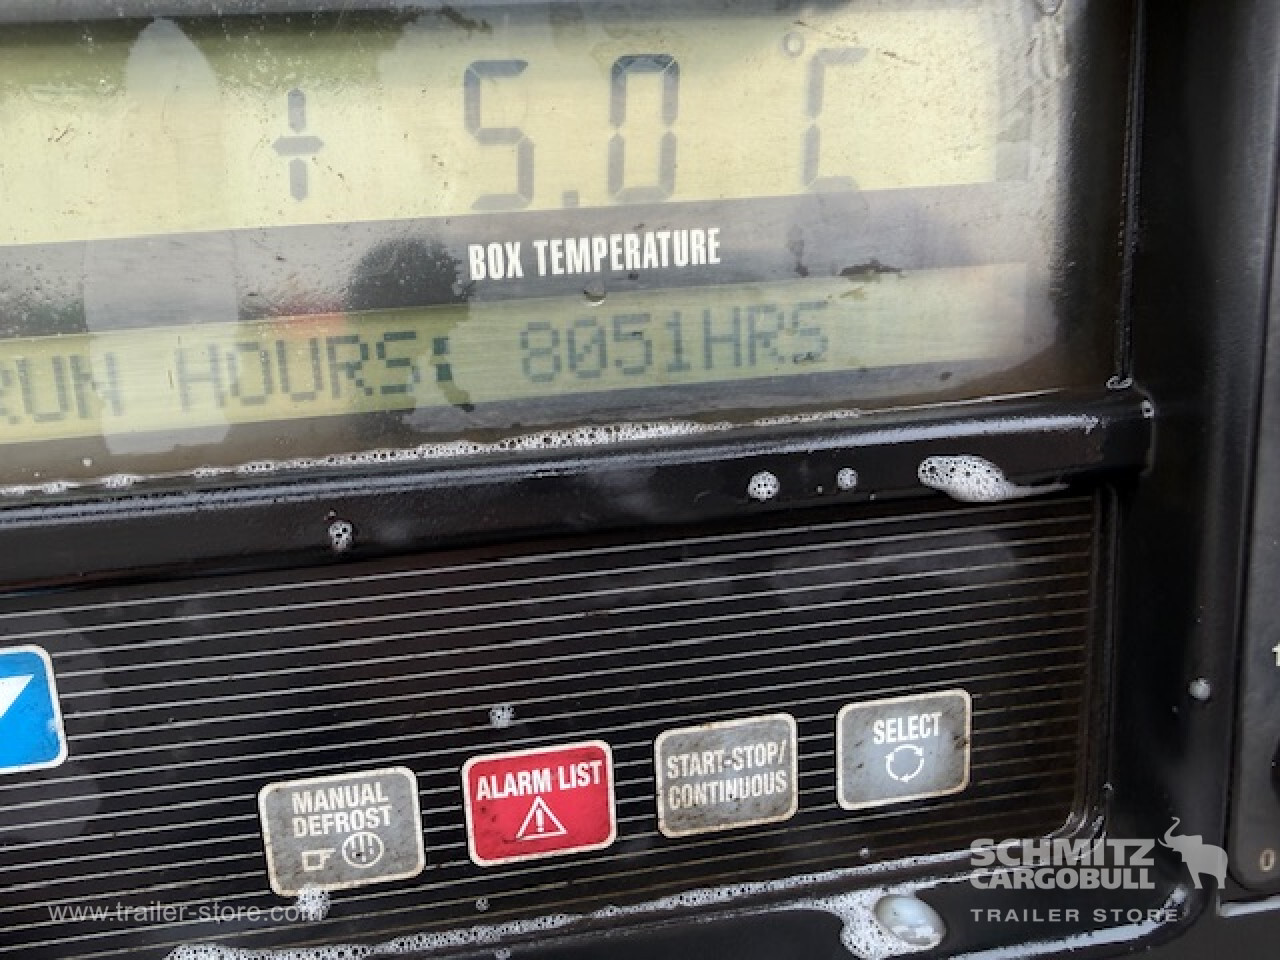 + 5.0 °C
BOX TEMPERATURE
RUN HOURS: 8051HRS
MANUAL
DEFROST
ALARM LIST
START-STOP/
CONTINUOUS
SELECT
SCHMITZ
CARGOBULL
TRAILER STORE
www.trailer-store.com